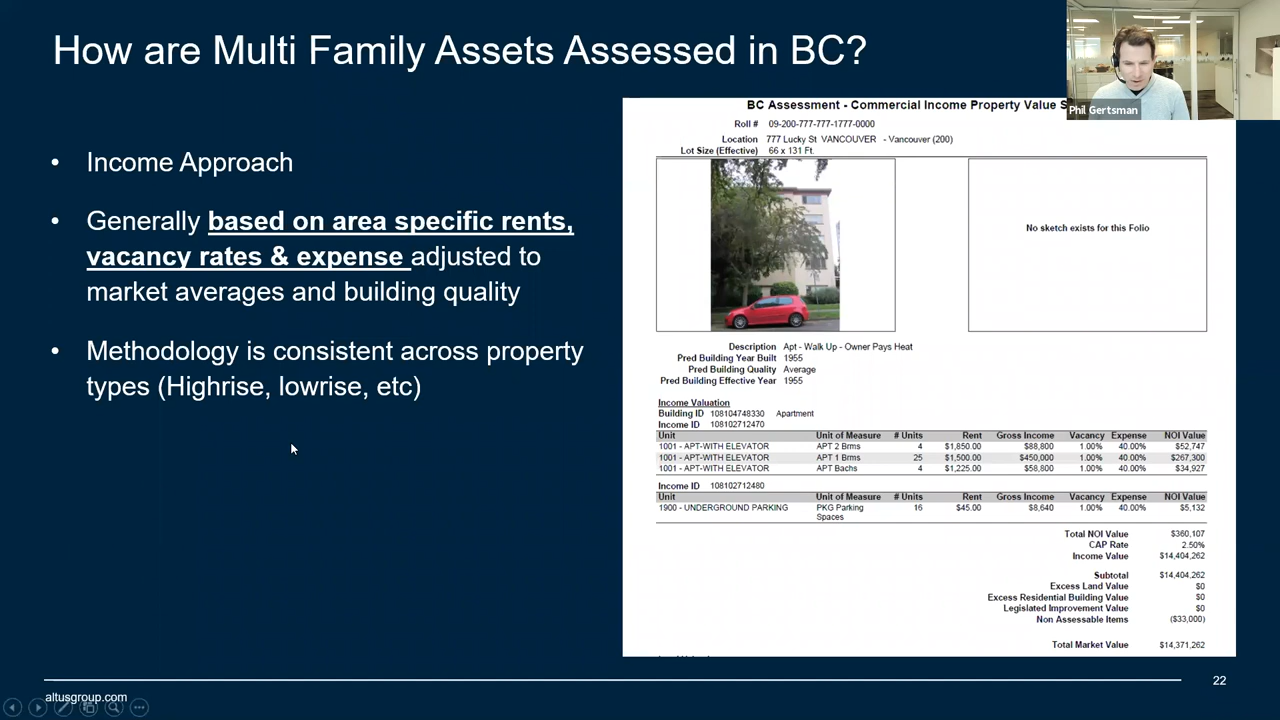 How are Multi Family Assets Assessed in BC?
Phil Gertsman
• Income Approach
• Generally based on area specific rents,
vacancy rates & expense adjusted to
market averages and building quality
• Methodology is consistent across property
types (Highrise, lowrise, etc)
BC Assessment - Commercial Income Property Value S
Roll # 09-200-777-777-1777-0000
Location 777 Lucky St VANCOUVER - Vancouver (200)
Lot Size (Effective) 66 x 131 Ft.
No sketch exists for this Folio
Description Apt - Walk Up - Owner Pays Heat
Pred Building Year Built 1955
Pred Building Quality Average
Pred Building Effective Year 1955
Income Valuation
Building ID 108104748330 Apartment
Income ID 108102712470
Unit Unit of Measure # Units Rent Gross Income Vacancy Expense NOI Value
1001 - APT-WITH ELEVATOR APT 2 Brms 4 $1,850.00 $88,800 1.00% 40.00% $52,747
1001 - APT-WITH ELEVATOR APT 1 Brms 25 $1,500.00 $450,000 1.00% 40.00% $267,300
1001 - APT-WITH ELEVATOR APT Bachs 4 $1,225.00 $58,800 1.00% 40.00% $34,927
Income ID 108102712480
Unit Unit of Measure # Units Rent Gross Income Vacancy Expense NOI Value
1900 - UNDERGROUND PARKING PKG Parking 16 $45.00 $8,640 1.00% 40.00% $5,132
Spaces
Total NOI Value $360,107
CAP Rate 2.50%
Income Value $14,404,262
Subtotal $14,404,262
Excess Land Value $0
Excess Residential Building Value $0
Legislated Improvement Value $0
Non Assessable Items ($33,000)
Total Market Value $14,371,262
altusgroup.com
22